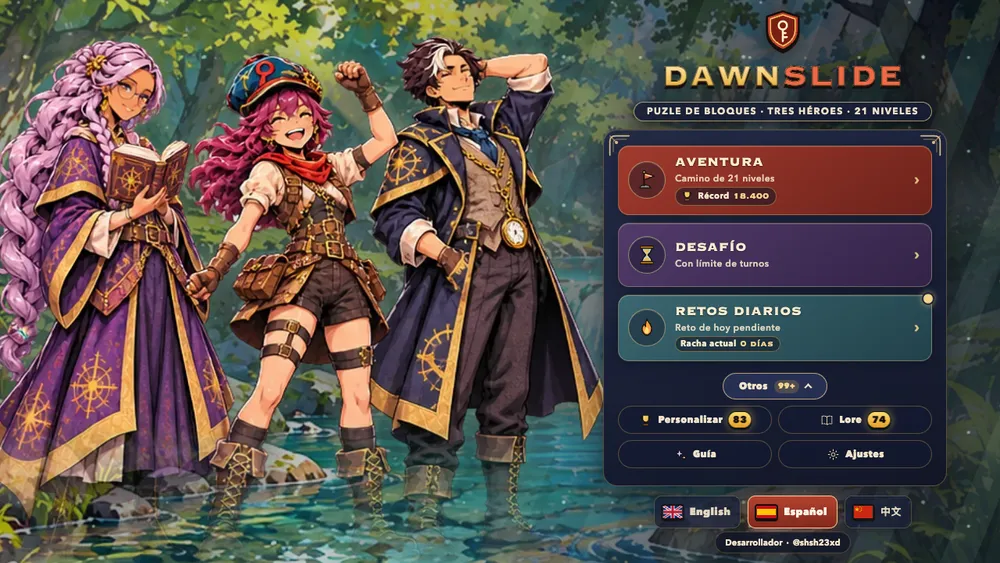 DAWNSLIDE
PUZLE DE BLOQUES · TRES HÉROES · 21 NIVELES
AVENTURA
Camino de 21 niveles
Récord 18.400
DESAFÍO
Con límite de turnos
RETOS DIARIOS
Reto de hoy pendiente
Racha actual 0 DÍAS
Otros 99+
Personalizar 83
Lore 74
Guía
Ajustes
English
Español
中文
Desarrollador · @shsh23xd